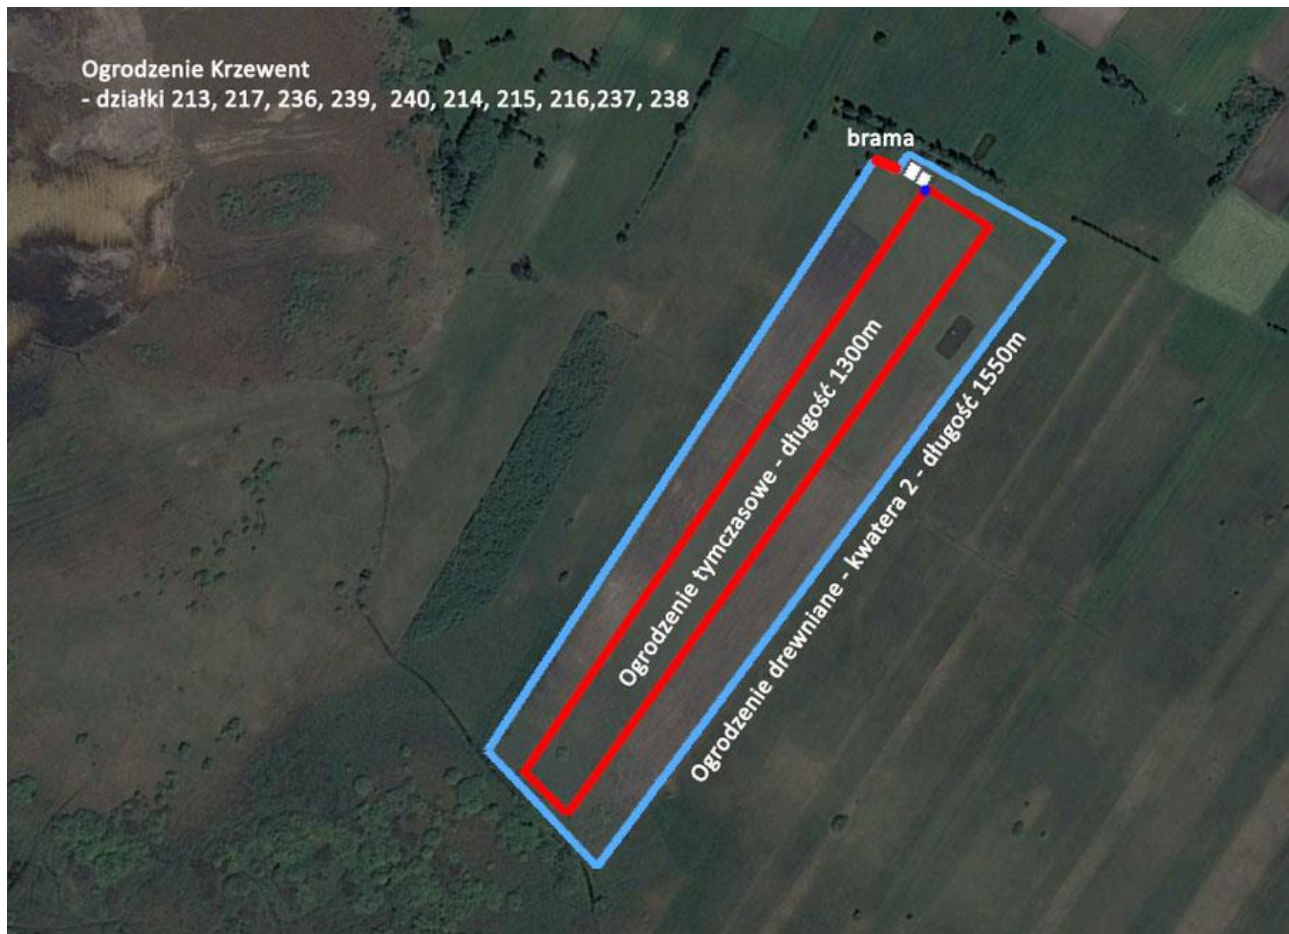 Ogrodzenie Krzewent
- działki 213, 217, 236, 239, 240, 214, 215, 216,237, 238
brama
Ogrodzenie tymczasowe - długość 1300m
Ogrodzenie drewniane - kwatera 2 - długość 1550m